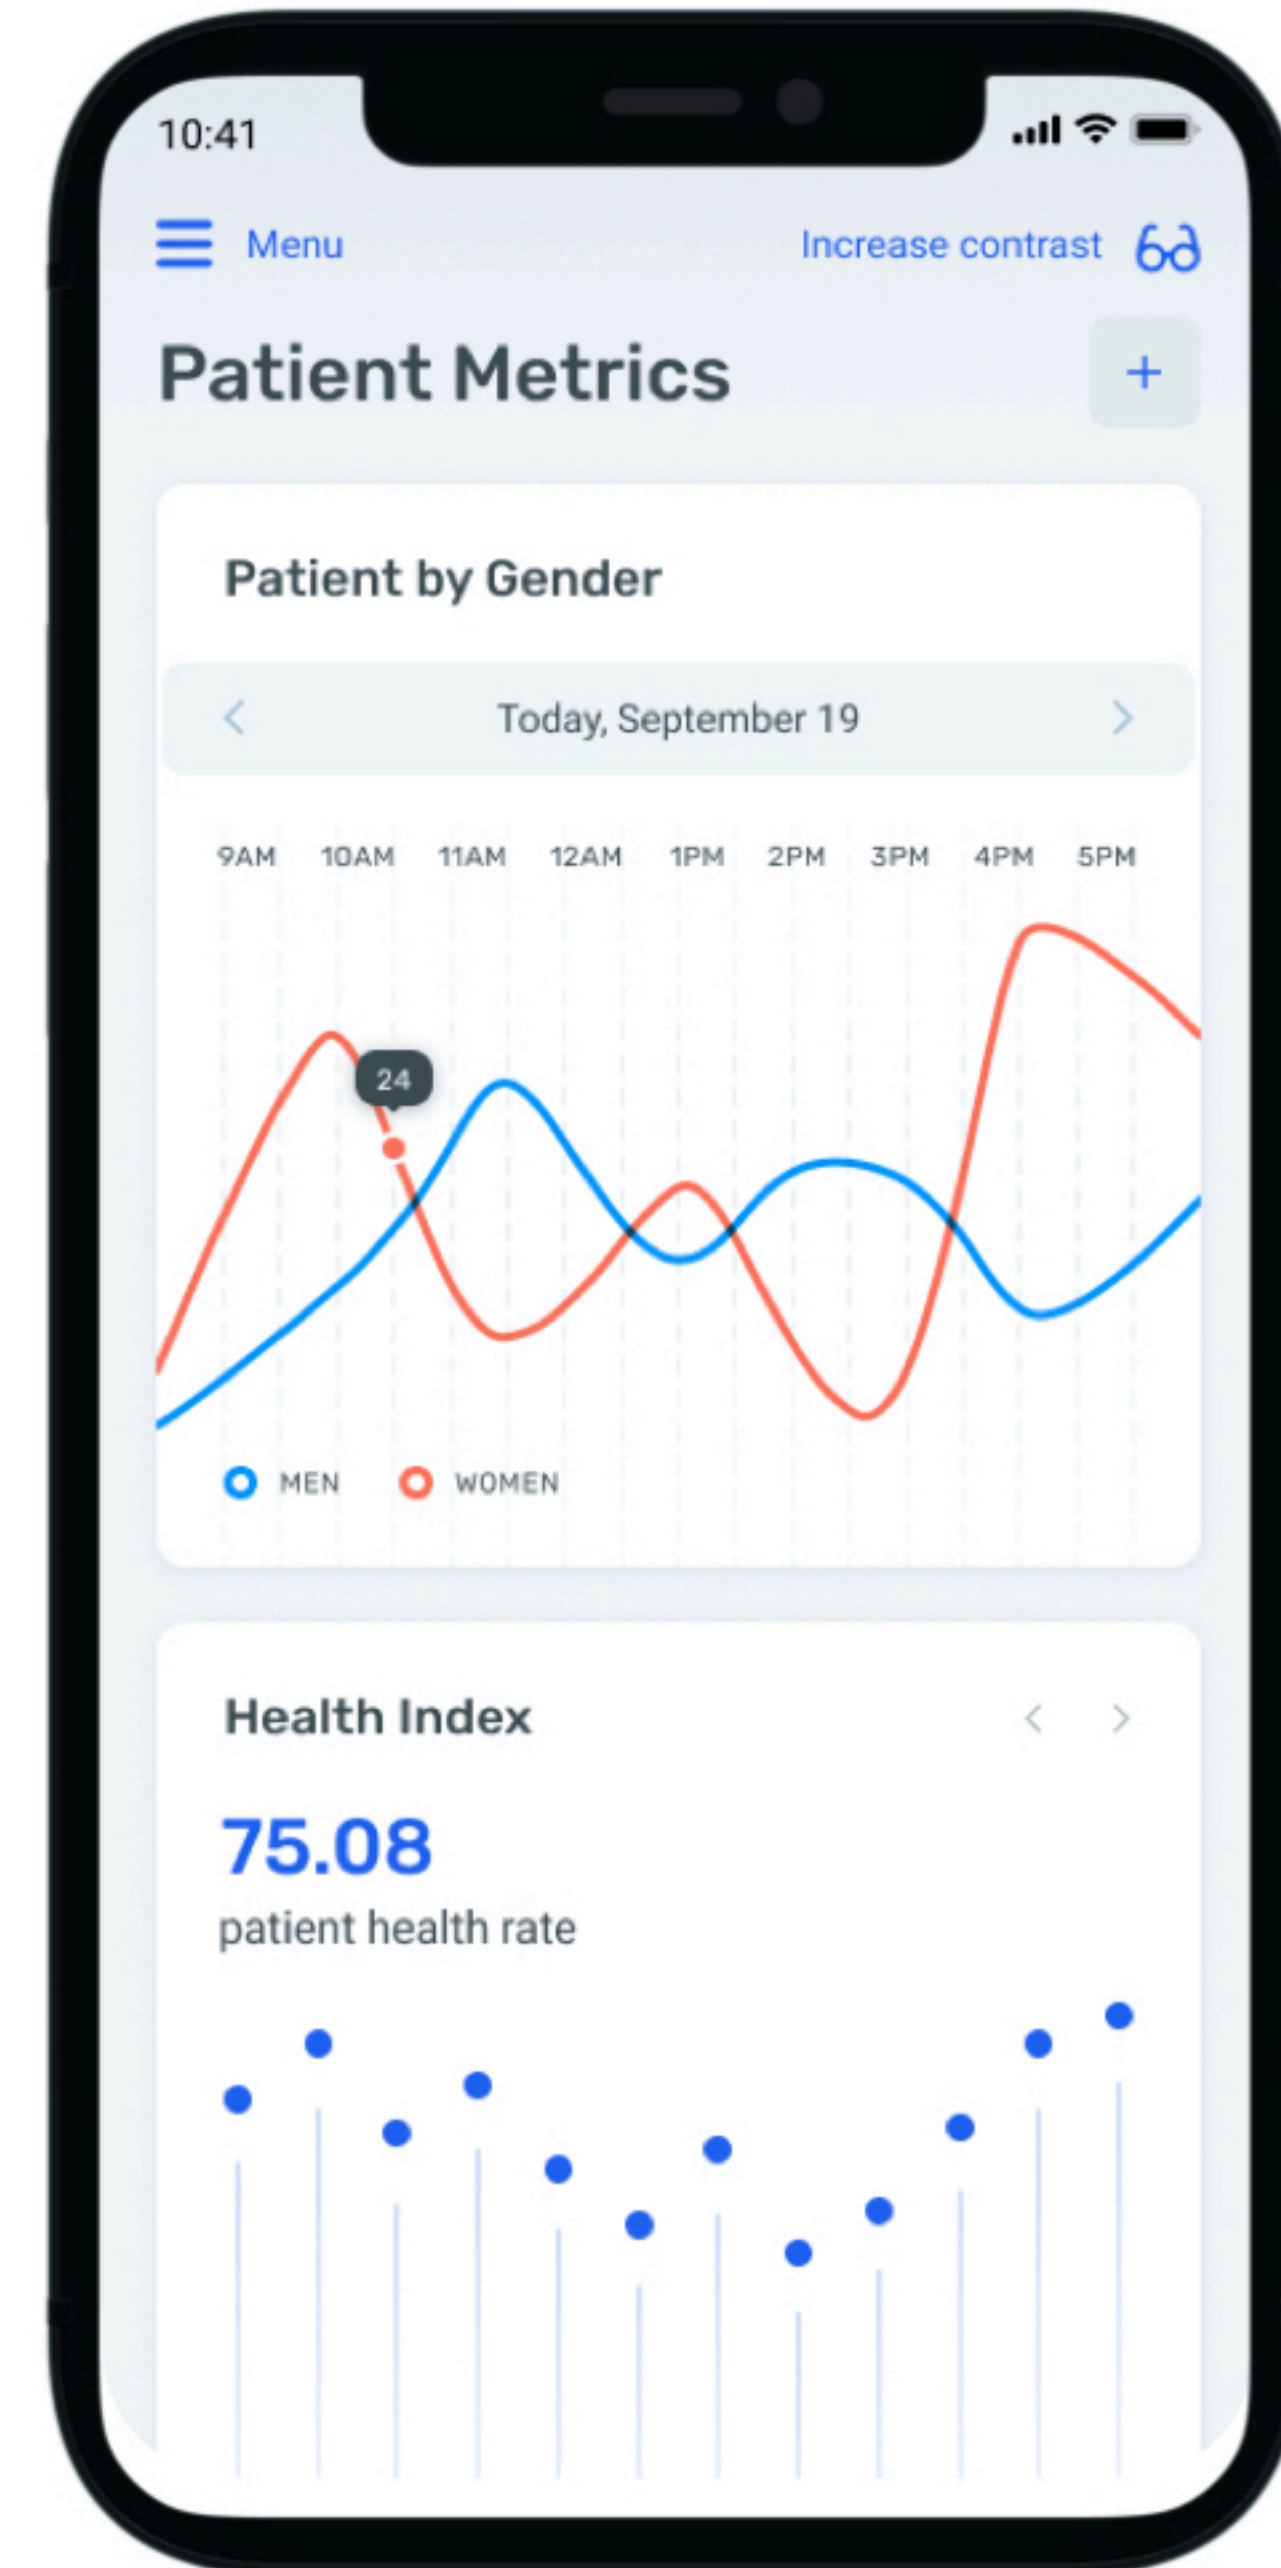 10:41
Menu Increase contrast
Patient Metrics +
Patient by Gender
Today, September 19
9AM 10AM 11AM 12AM 1PM 2PM 3PM 4PM 5PM
24
MEN WOMEN
Health Index
75.08
patient health rate